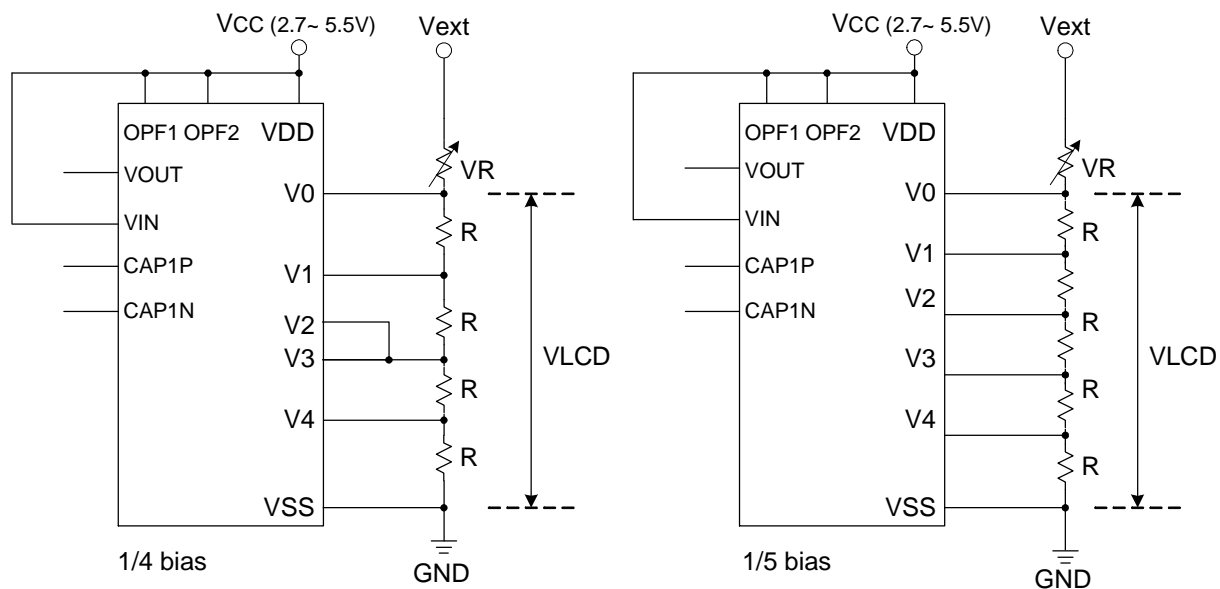 VCC (2.7~ 5.5V)
Vext
OPF1 OPF2 VDD
VOUT
VR
V0
VIN
R
CAP1P
V1
CAP1N
V2
R
V3
VLCD
R
V4
R
VSS
1/4 bias
GND
VCC (2.7~ 5.5V)
Vext
OPF1 OPF2 VDD
VOUT
VR
V0
VIN
R
V1
CAP1P
R
V2
CAP1N
R
V3
VLCD
R
V4
R
VSS
1/5 bias
GND